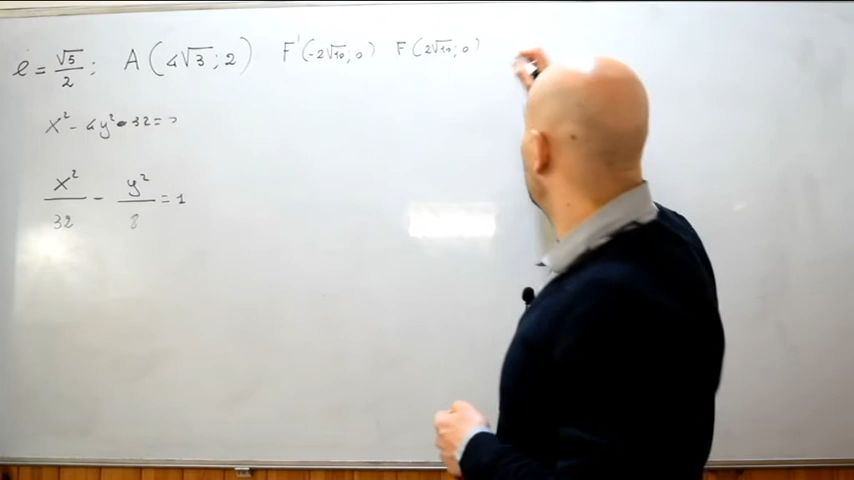 e = √5/2 ; A (4√3 ; 2) F'(-2√10; 0) F (2√10; 0)
x² - 4y² - 32 = 0
x²/32 - y²/8 = 1